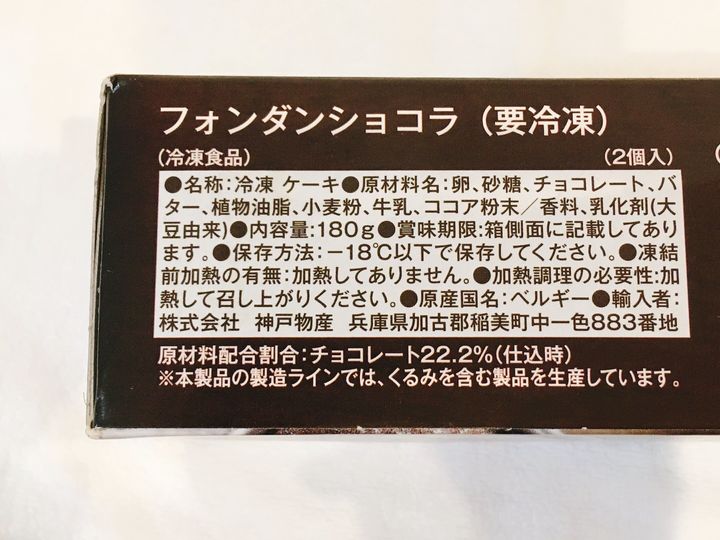 フォンダンショコラ（要冷凍）
（冷凍食品）　（2個入）
●名称：冷凍 ケーキ●原材料名：卵、砂糖、チョコレート、バ
ター、植物油脂、小麦粉、牛乳、ココア粉末／香料、乳化剤(大
豆由来)●内容量：180g●賞味期限：箱側面に記載してあり
ます。●保存方法：−18℃以下で保存してください。●凍結
前加熱の有無：加熱してありません。●加熱調理の必要性：加
熱して召し上がりください。●原産国名：ベルギー●輸入者：
株式会社 神戸物産 兵庫県加古郡稲美町中一色883番地
原材料配合割合：チョコレート22.2%（仕込時）
※本製品の製造ラインでは、くるみを含む製品を生産しています。